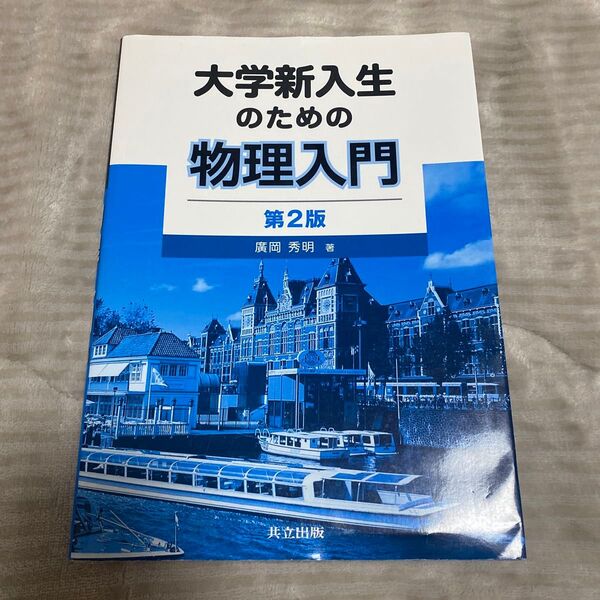 大学新入生
のための
物理入門
第2版
廣岡 秀明 著
共立出版